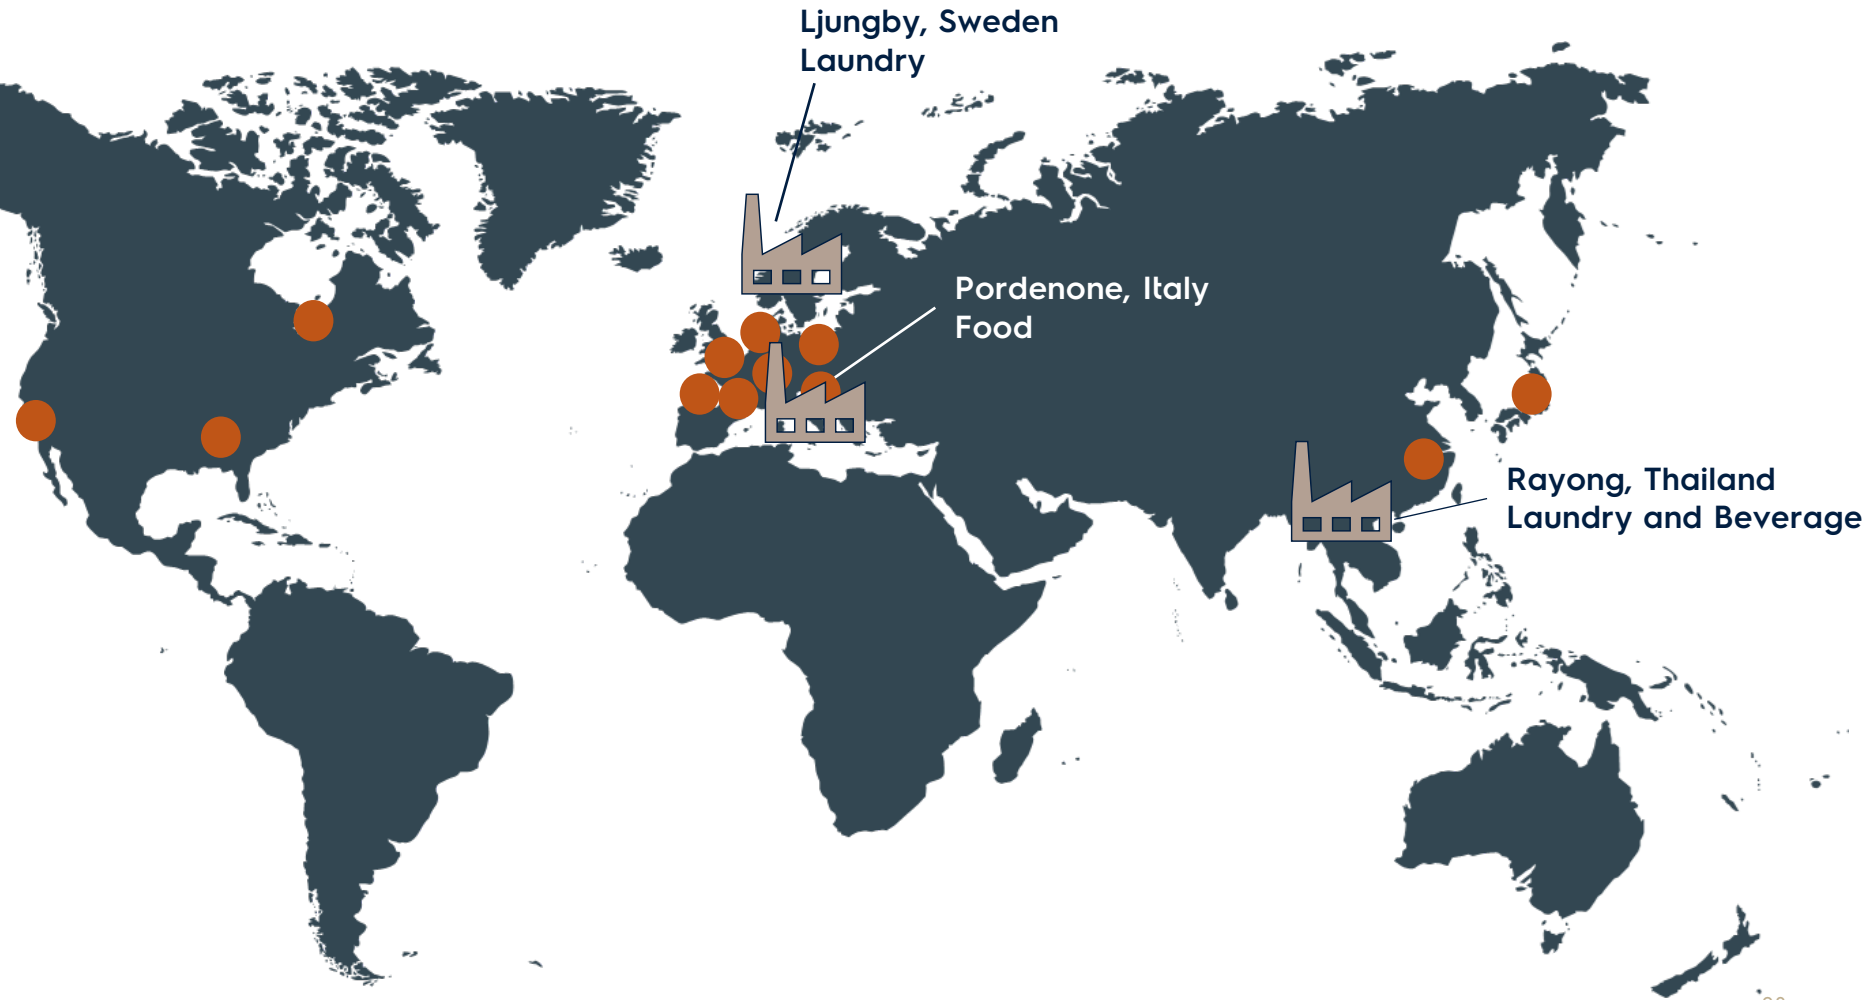 Ljungby, Sweden
Laundry
Pordenone, Italy
Food
Rayong, Thailand
Laundry and Beverage